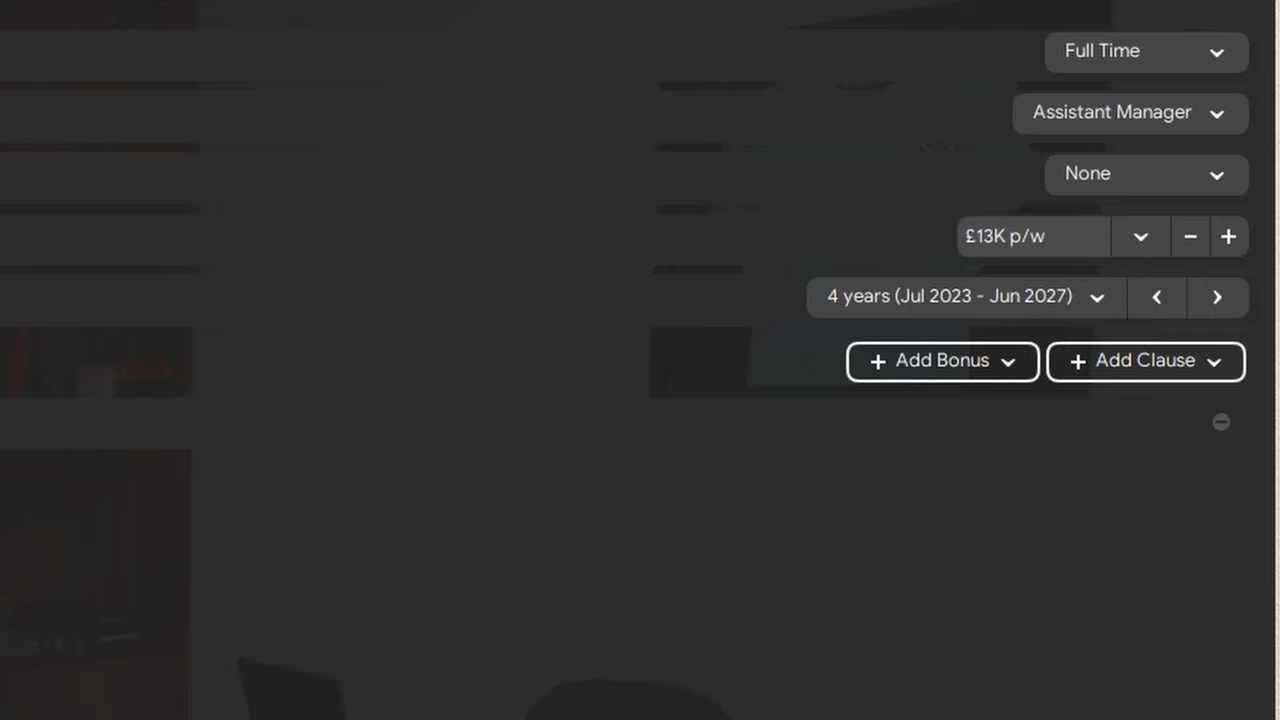 Full Time
Assistant Manager
None
£13K p/w
4 years (Jul 2023 - Jun 2027)
+ Add Bonus + Add Clause